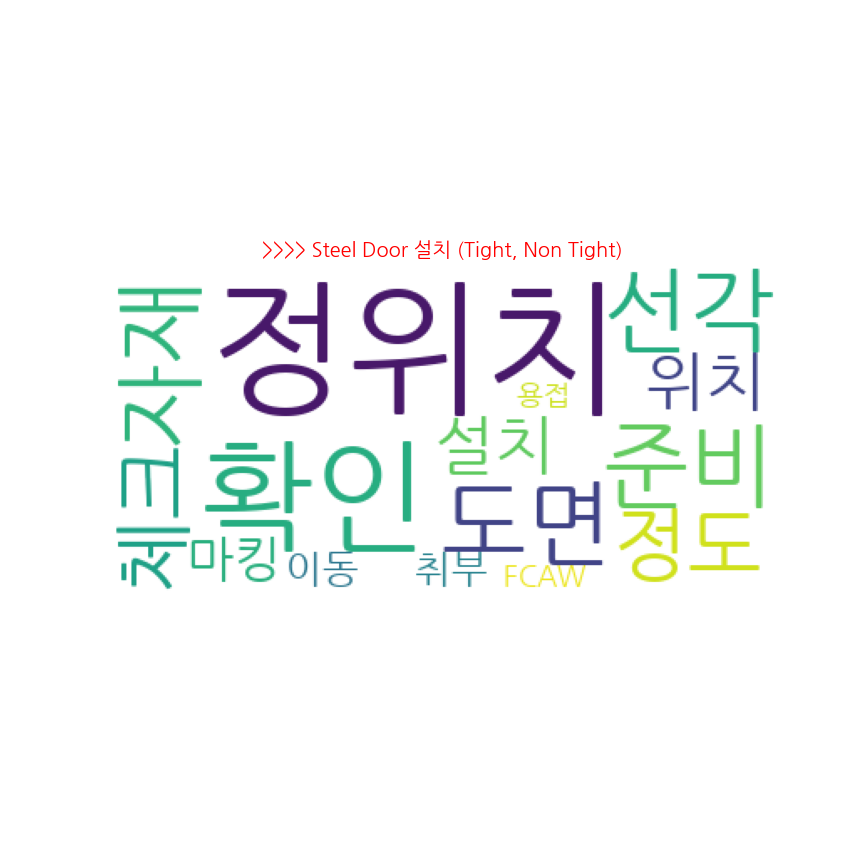 >>>> Steel Door 설치 (Tight, Non Tight)
자재
정위치
선각
위치
용접
체크
확인
설치
준비
도면
정도
마킹
이동
취부
FCAW